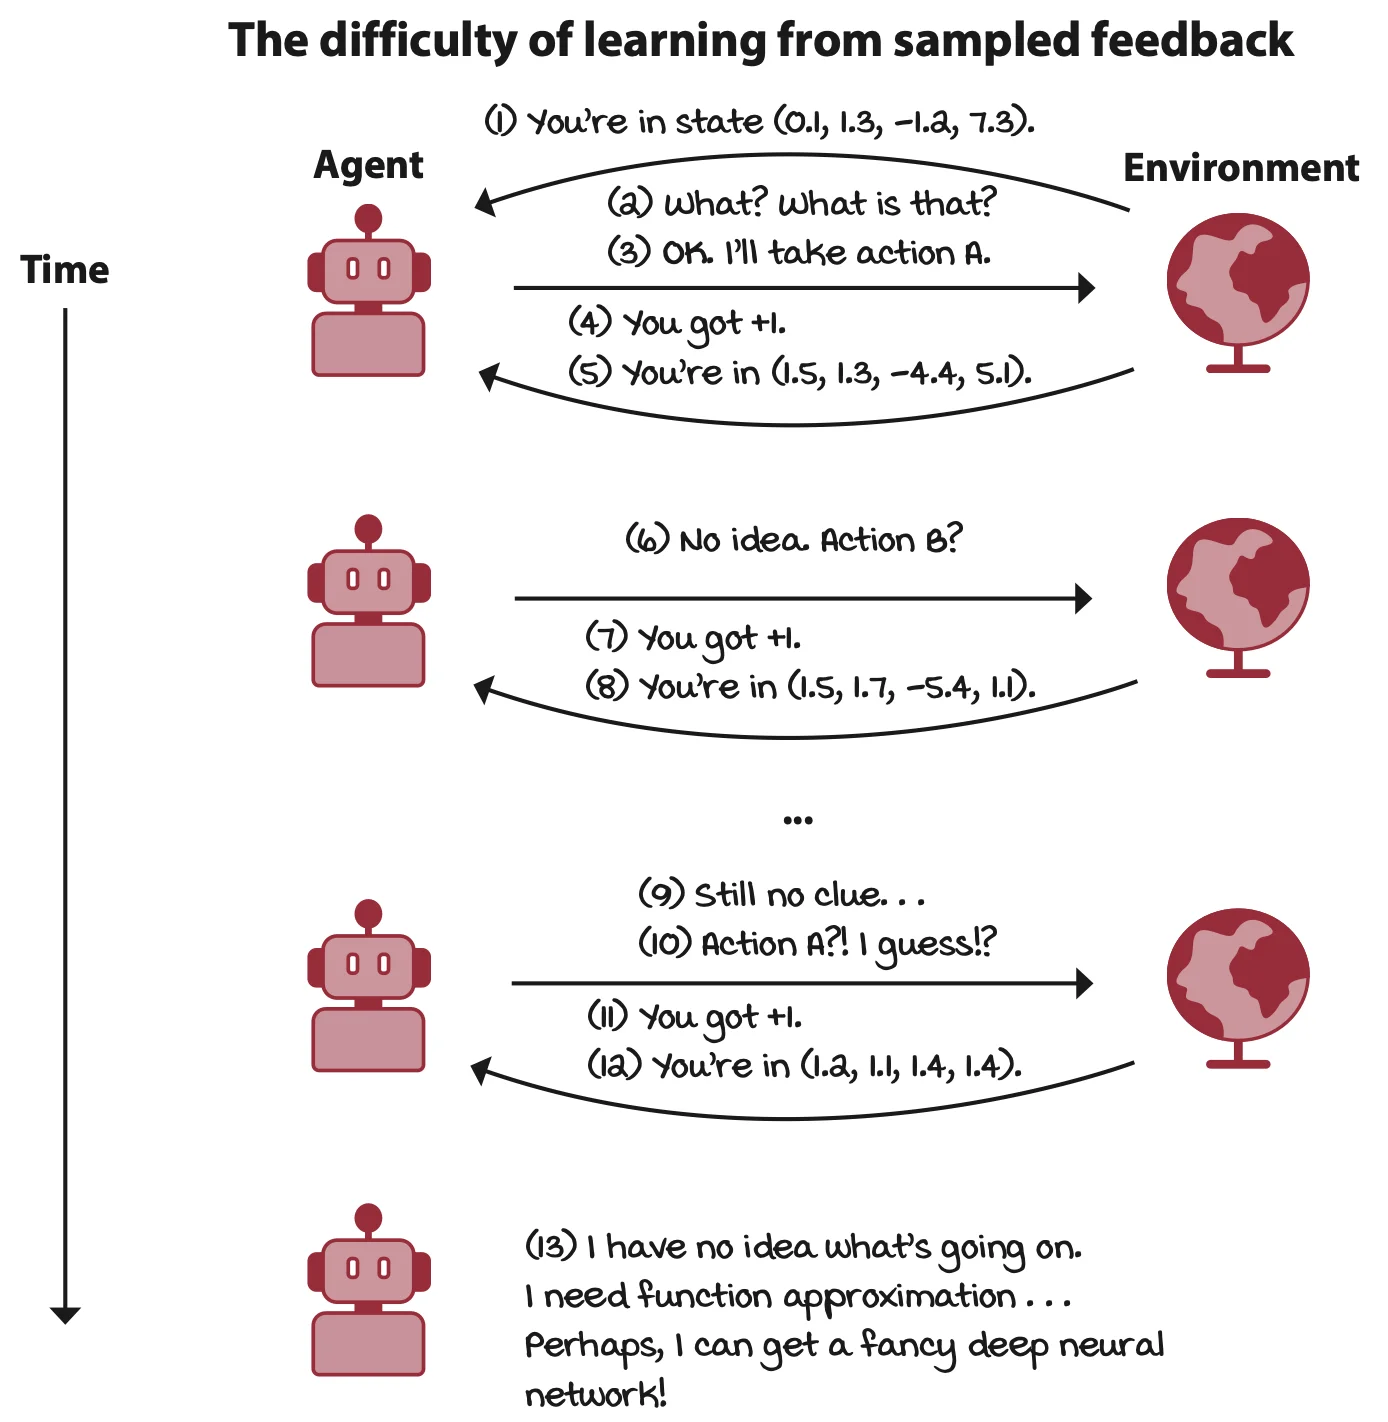 The difficulty of learning from sampled feedback
(1) You're in state (0.1, 1.3, -1.2, 7.3).
Agent
Environment
(2) What? What is that?
(3) OK. I'll take action A.
Time
(4) You got +1.
(5) You're in (1.5, 1.3, -4.4, 5.1).
(6) No idea. Action B?
(7) You got +1.
(8) You're in (1.5, 1.7, -5.4, 1.1).
...
(9) Still no clue. . .
(10) Action A?! I guess!?
(11) You got +1.
(12) You're in (1.2, 1.1, 1.4, 1.4).
(13) I have no idea what's going on.
I need function approximation . . .
Perhaps, I can get a fancy deep neural
network!